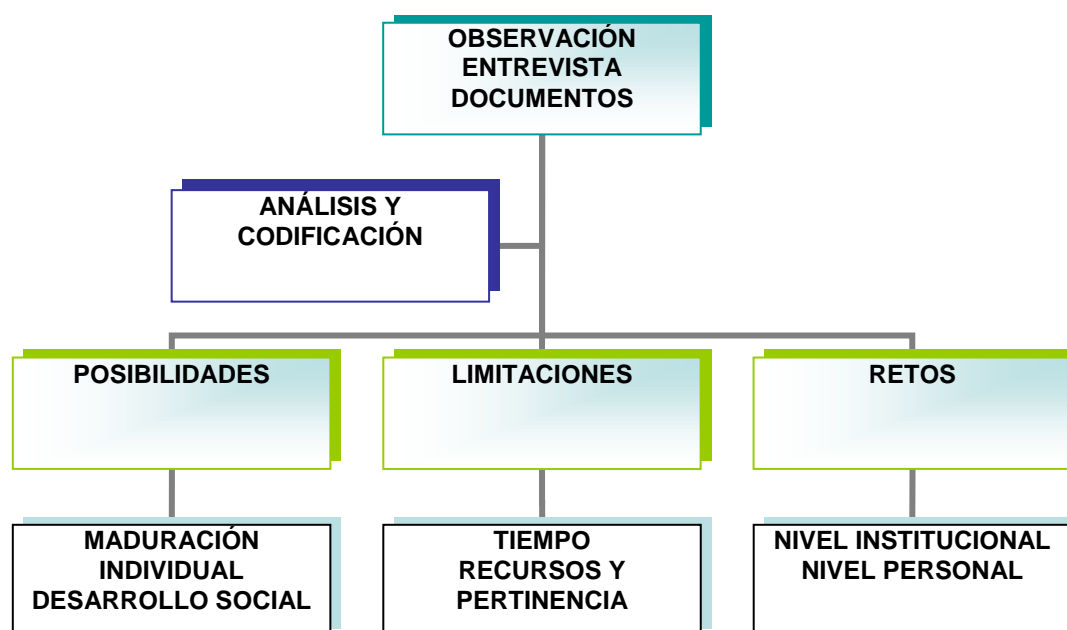 OBSERVACIÓN
ENTREVISTA
DOCUMENTOS
ANÁLISIS Y
CODIFICACIÓN
POSIBILIDADES
LIMITACIONES
RETOS
MADURACIÓN
INDIVIDUAL
DESARROLLO SOCIAL
TIEMPO
RECURSOS Y
PERTINENCIA
NIVEL INSTITUCIONAL
NIVEL PERSONAL